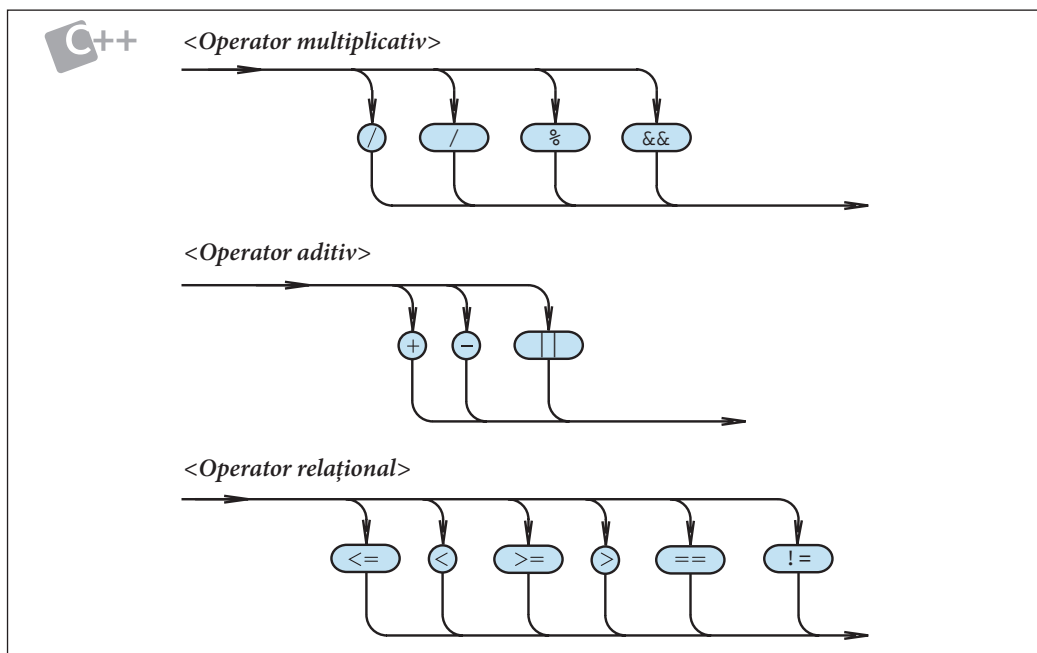 C++
<Operator multiplicativ>
/ / % &&
<Operator aditiv>
+ - ||
<Operator relațional>
<= < >= > == !=